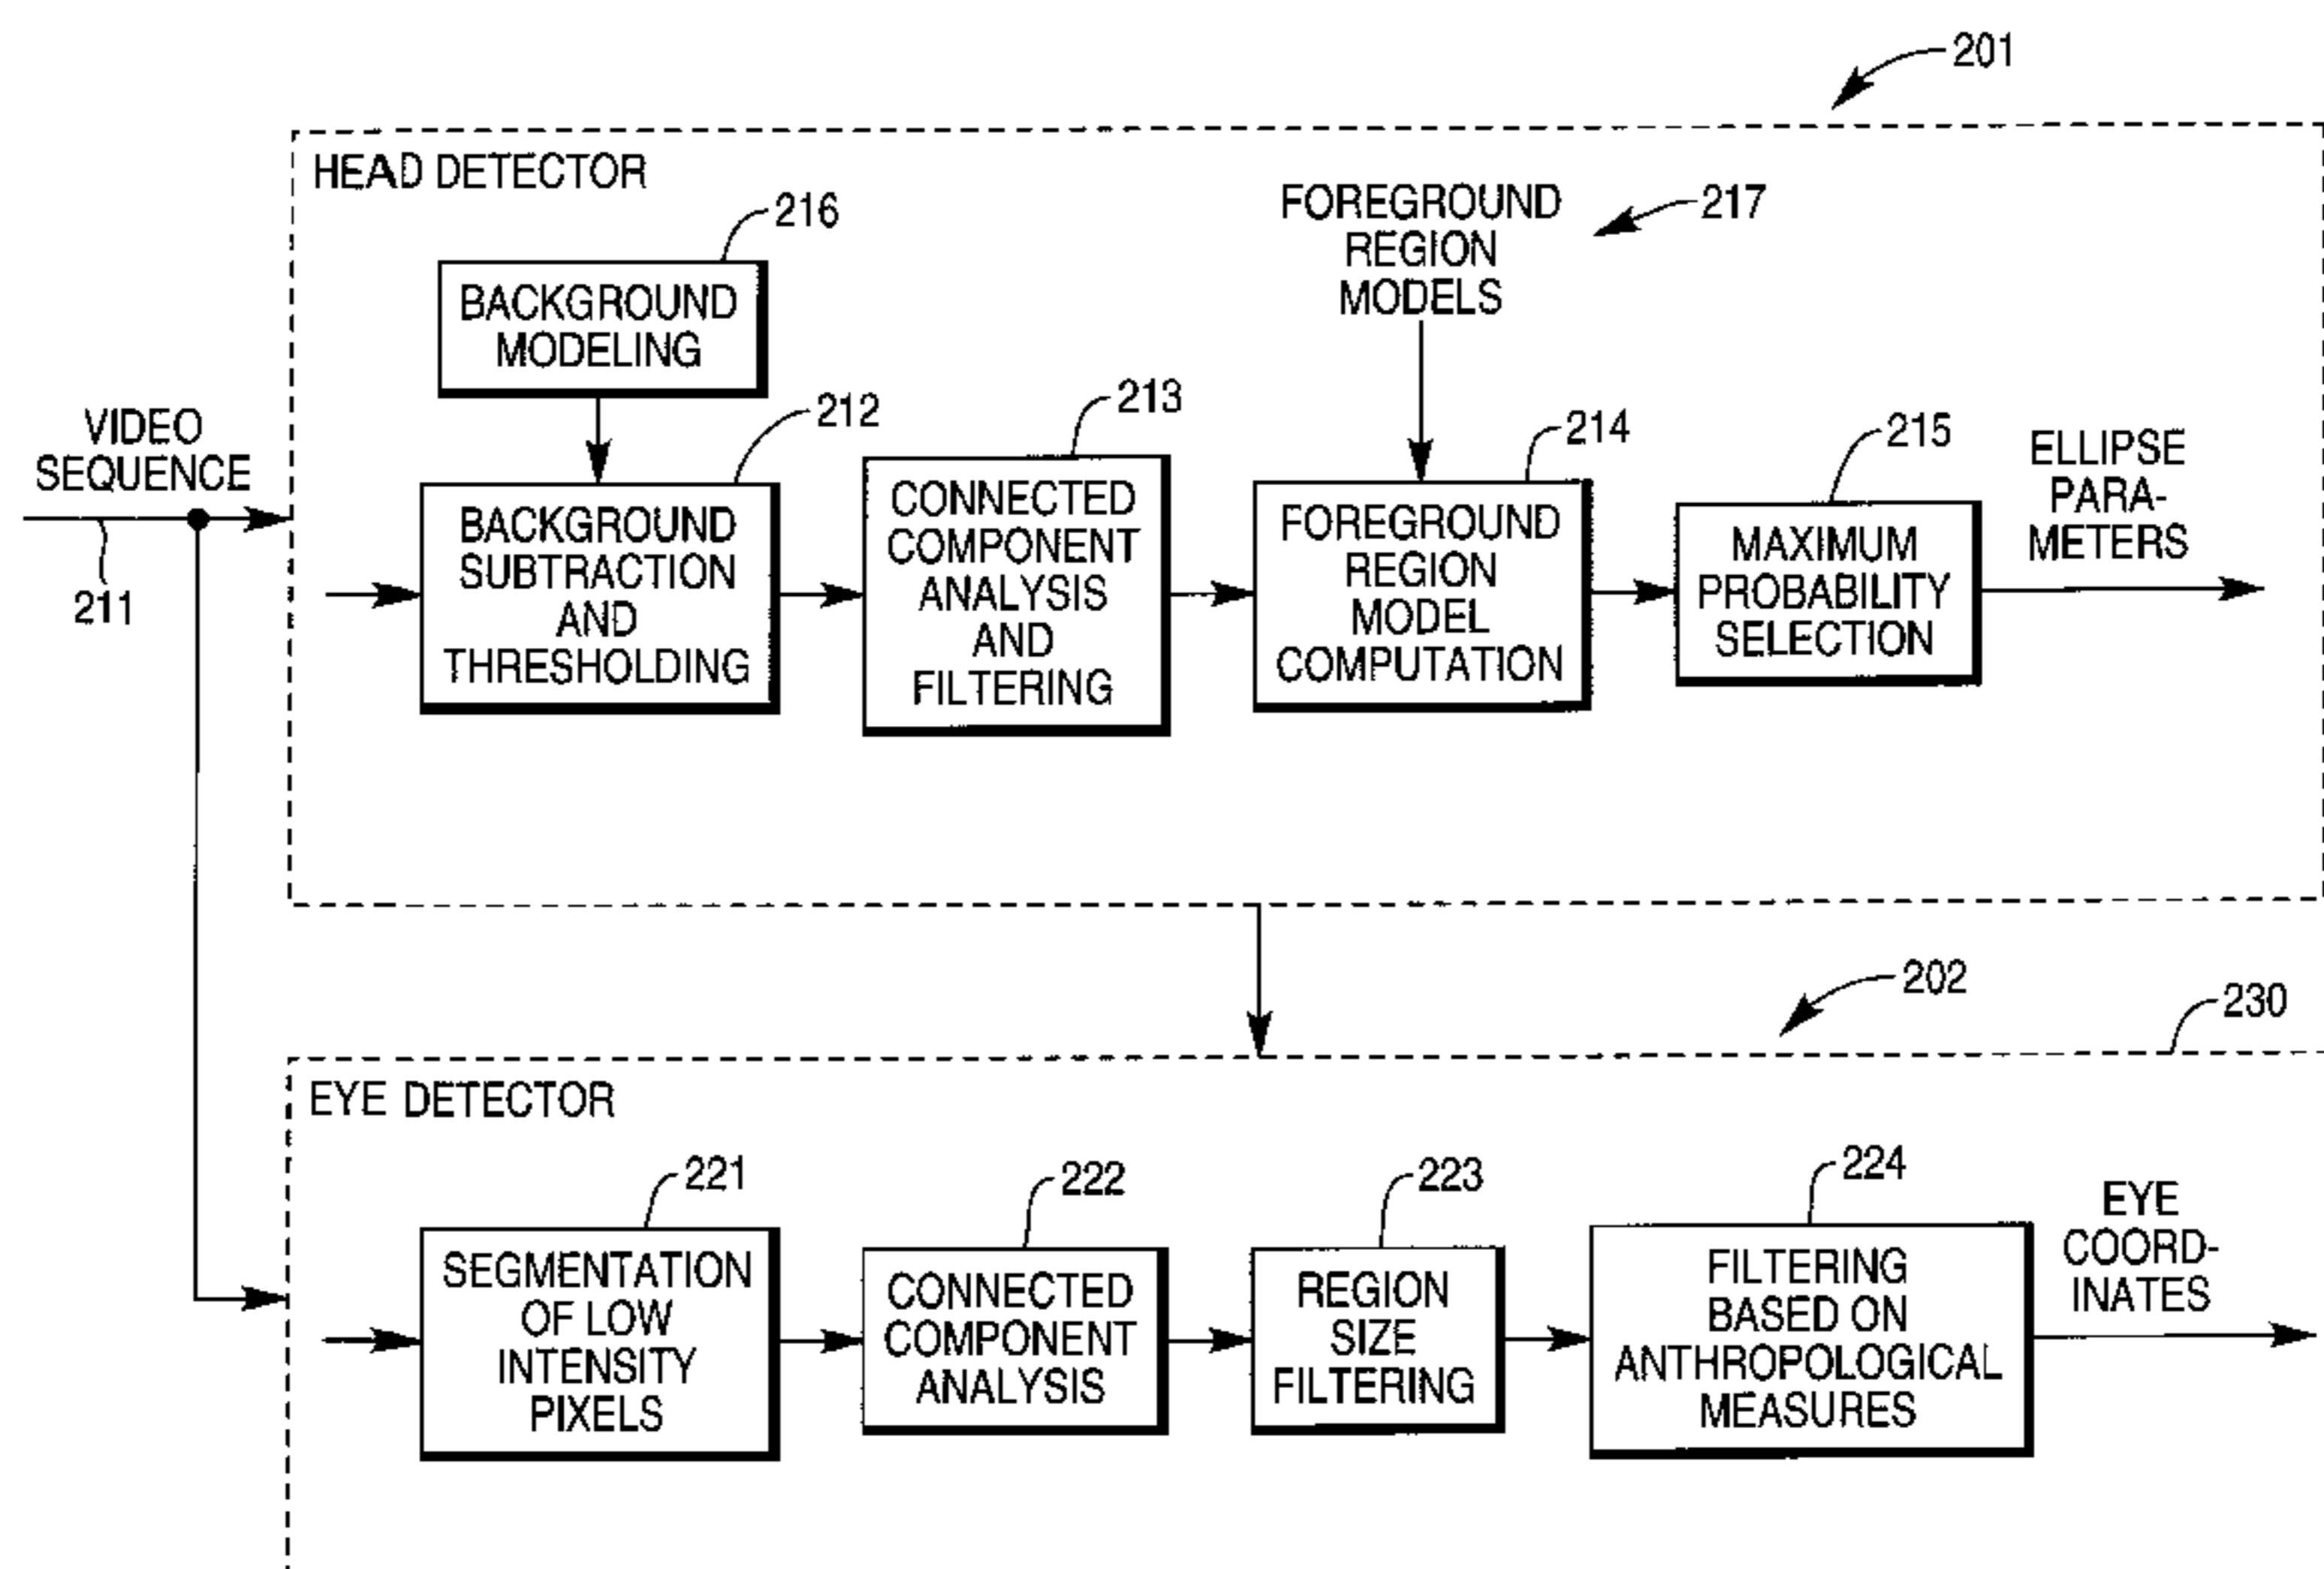 201
HEAD DETECTOR
216
FOREGROUND
REGION
MODELS
217
BACKGROUND
MODELING
VIDEO
SEQUENCE
211
212
BACKGROUND
SUBTRACTION
AND
THRESHOLDING
213
CONNECTED
COMPONENT
ANALYSIS
AND
FILTERING
214
FOREGROUND
REGION
MODEL
COMPUTATION
215
MAXIMUM
PROBABILITY
SELECTION
ELLIPSE
PARA-
METERS
202
230
EYE DETECTOR
221
SEGMENTATION
OF LOW
INTENSITY
PIXELS
222
CONNECTED
COMPONENT
ANALYSIS
223
REGION
SIZE
FILTERING
224
FILTERING
BASED ON
ANTHROPOLOGICAL
MEASURES
EYE
COORD-
INATES